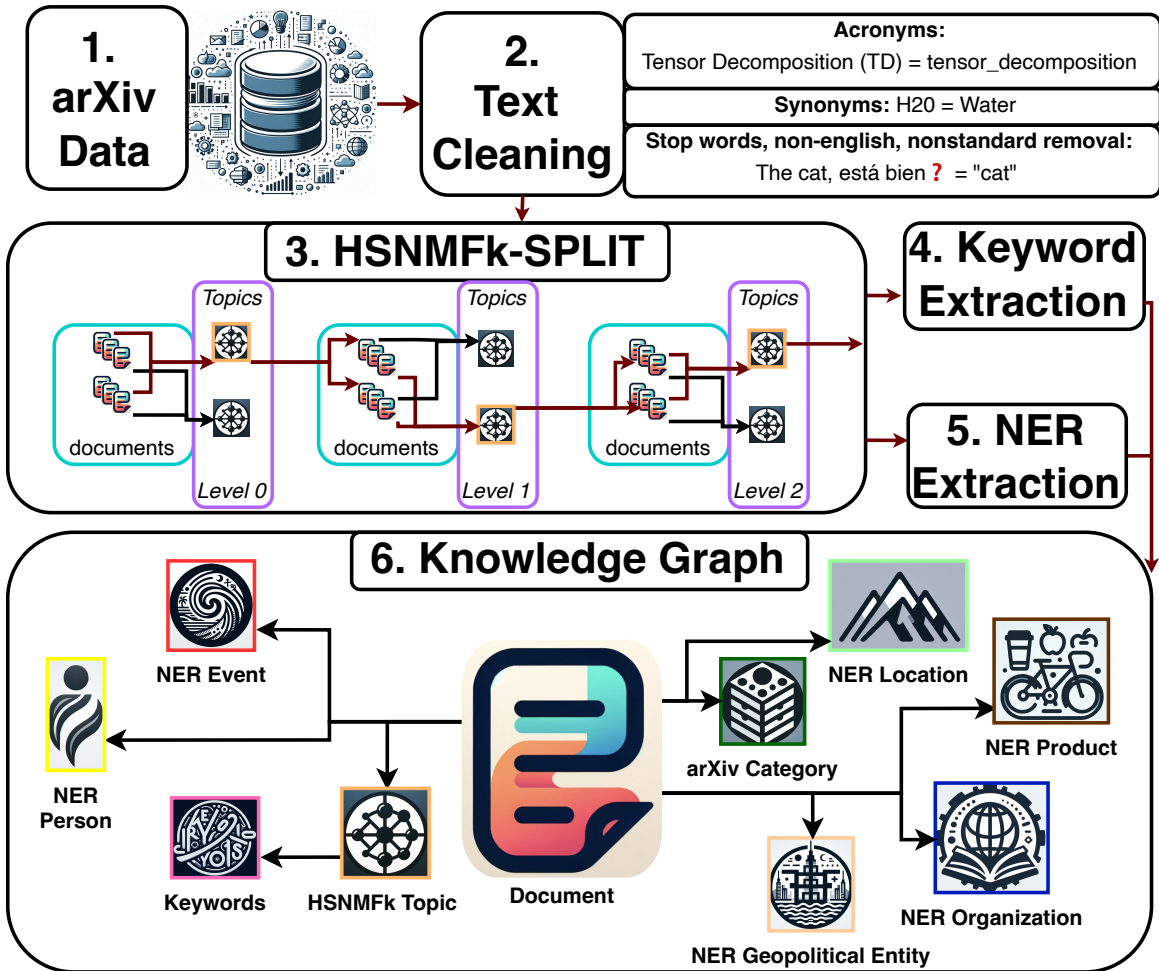 1.
arXiv
Data
2.
Text
Cleaning
Acronyms:
Tensor Decomposition (TD) = tensor_decomposition
Synonyms: H20 = Water
Stop words, non-english, nonstandard removal:
The cat, está bien ❓ = "cat"
3. HSNMFk-SPLIT
Topics
documents
Level 0
Topics
documents
Level 1
Topics
documents
Level 2
4. Keyword
Extraction
5. NER
Extraction
6. Knowledge Graph
NER Event
NER Person
Keywords
HSNMFk Topic
Document
NER Location
arXiv Category
NER Product
NER Organization
NER Geopolitical Entity